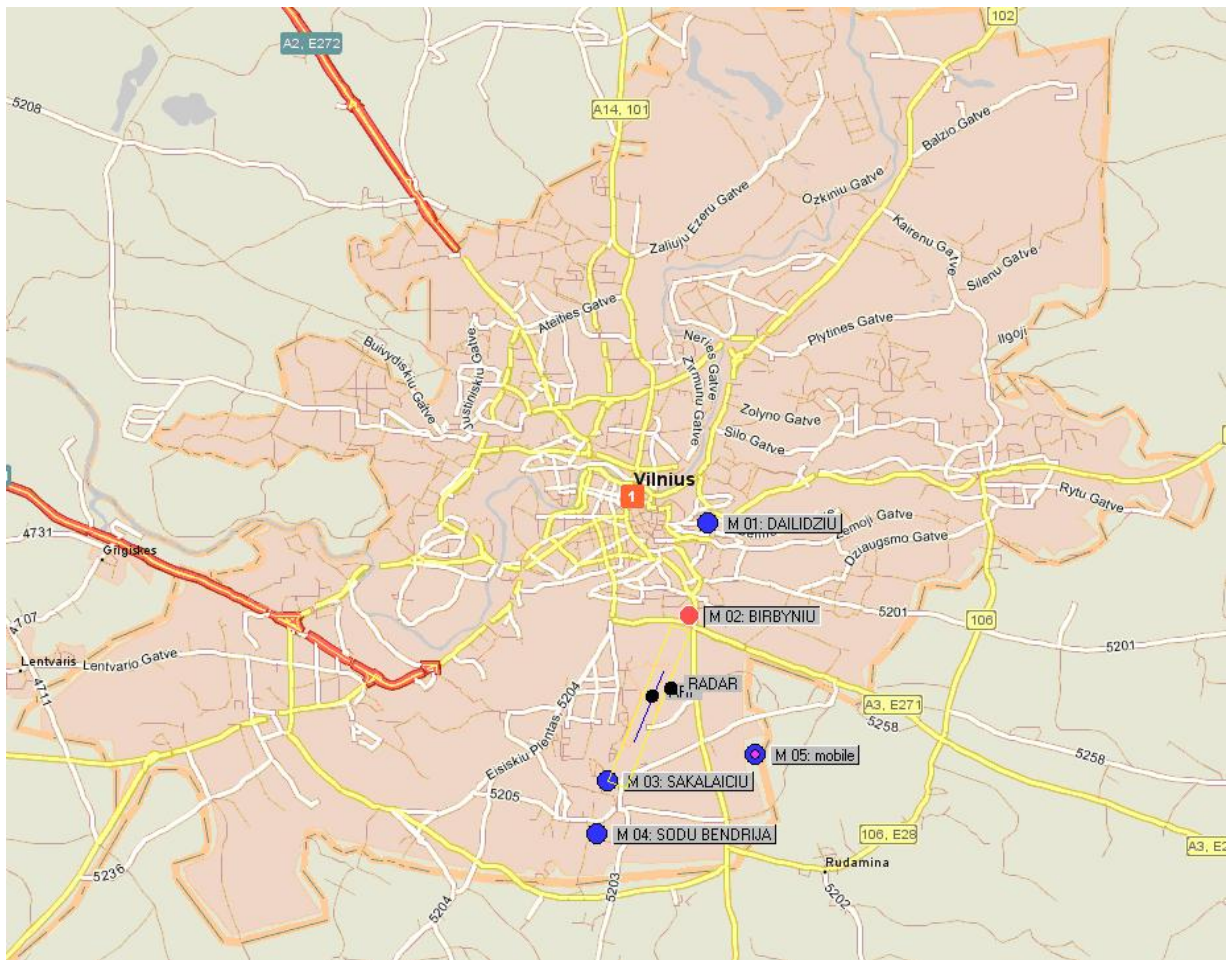 102
A2, E272
5208
A14, 101
Balzio Gatve
Ozkiniu Gatve
Zaliuju Ezeru Gatve
Kairenu Gatve
Silenu Gatve
Ateities Gatve
Plytines Gatve
Ilgoji
Neries Gatve
Zirmunu Gatve
Buivydiskiu Gatve
Justiniskiu Gatve
Zolyno Gatve
Silo Gatve
Vilnius
1
Rytu Gatve
M 01: DAILIDZIU
Zemoji Gatve
Dziaugsmo Gatve
4731
Grigiskes
4707
5201
M 02: BIRBYNIU
106
5201
Lentvaris
Lentvario Gatve
4711
RADAR
Eisiskiu Plentas, 5204
A3, E271
5258
5258
M 05: mobile
M 03: SAKALAICIU
5205
M 04: SODU BENDRIJA
106, E28
Rudamina
5236
5203
5204
5202